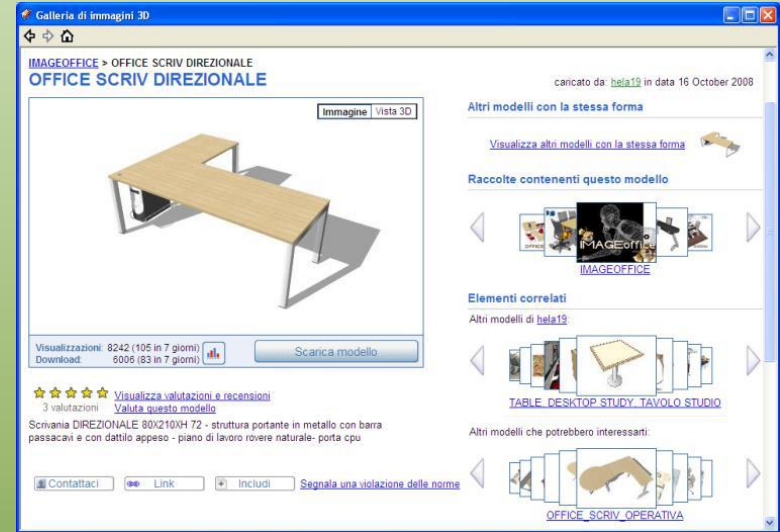 Galleria di immagini 3D
IMAGEOFFICE > OFFICE SCRIV DIREZIONALE
OFFICE SCRIV DIREZIONALE
caricato da: hela19 in data 16 October 2008
Immagine Vista 3D
Visualizzazioni: 8242 (105 in 7 giorni)
Download: 6006 (83 in 7 giorni)
Scarica modello
Visualizza valutazioni e recensioni
3 valutazioni Valuta questo modello
Scrivania DIREZIONALE 80X210XH 72 - struttura portante in metallo con barra
passacavi e con dattilo appeso - piano di lavoro rovere naturale- porta cpu
Contattaci Link Includi Segnala una violazione delle norme
Altri modelli con la stessa forma
Visualizza altri modelli con la stessa forma
Raccolte contenenti questo modello
OFFICE
IMAGEoffice
IMAGEOFFICE
Elementi correlati
Altri modelli di hela19:
TABLE_DESKTOP STUDY, TAVOLO STUDIO
Altri modelli che potrebbero interessarti:
OFFICE_SCRIV_OPERATIVA